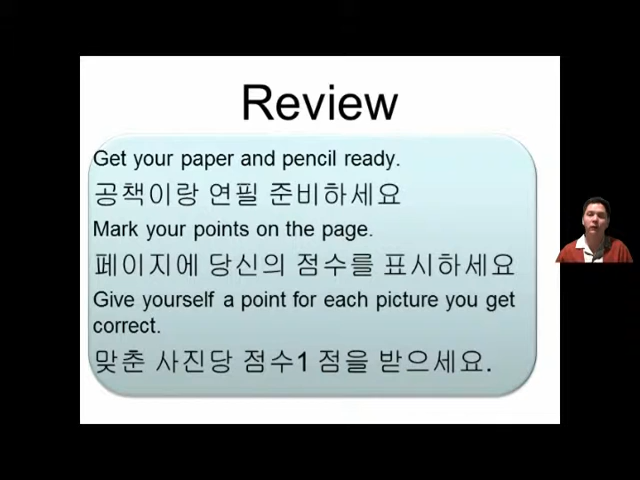 Review
Get your paper and pencil ready.
공책이랑 연필 준비하세요
Mark your points on the page.
페이지에 당신의 점수를 표시하세요
Give yourself a point for each picture you get
correct.
맞춘 사진당 점수1 점을 받으세요.